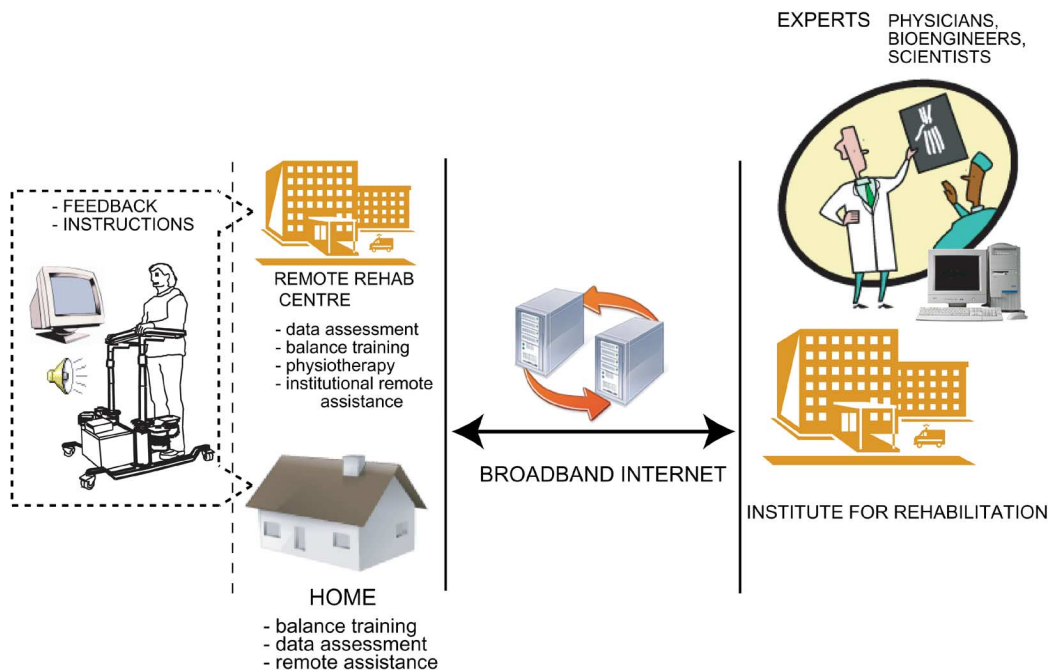 EXPERTS PHYSICIANS,
BIOENGINEERS,
SCIENTISTS
- FEEDBACK
- INSTRUCTIONS
REMOTE REHAB
CENTRE
- data assessment
- balance training
- physiotherapy
- institutional remote
assistance
BROADBAND INTERNET
INSTITUTE FOR REHABILITATION
HOME
- balance training
- data assessment
- remote assistance